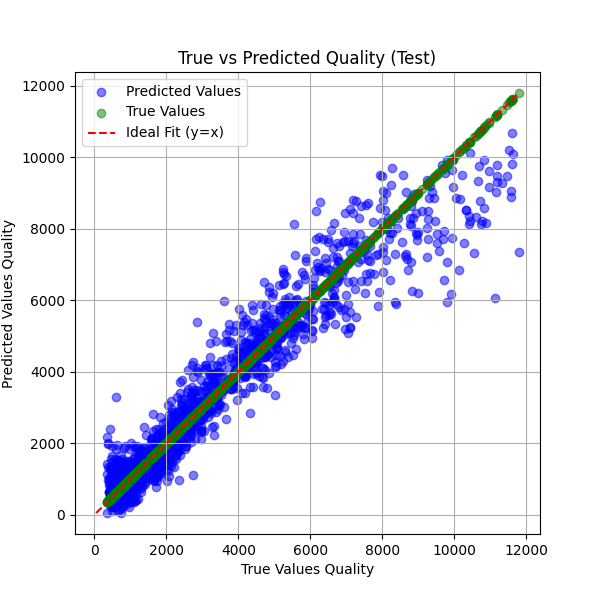 True vs Predicted Quality (Test)
Predicted Values
True Values
Ideal Fit (y=x)
12000
10000
8000
6000
4000
2000
0
Predicted Values Quality
0 2000 4000 6000 8000 10000 12000
True Values Quality